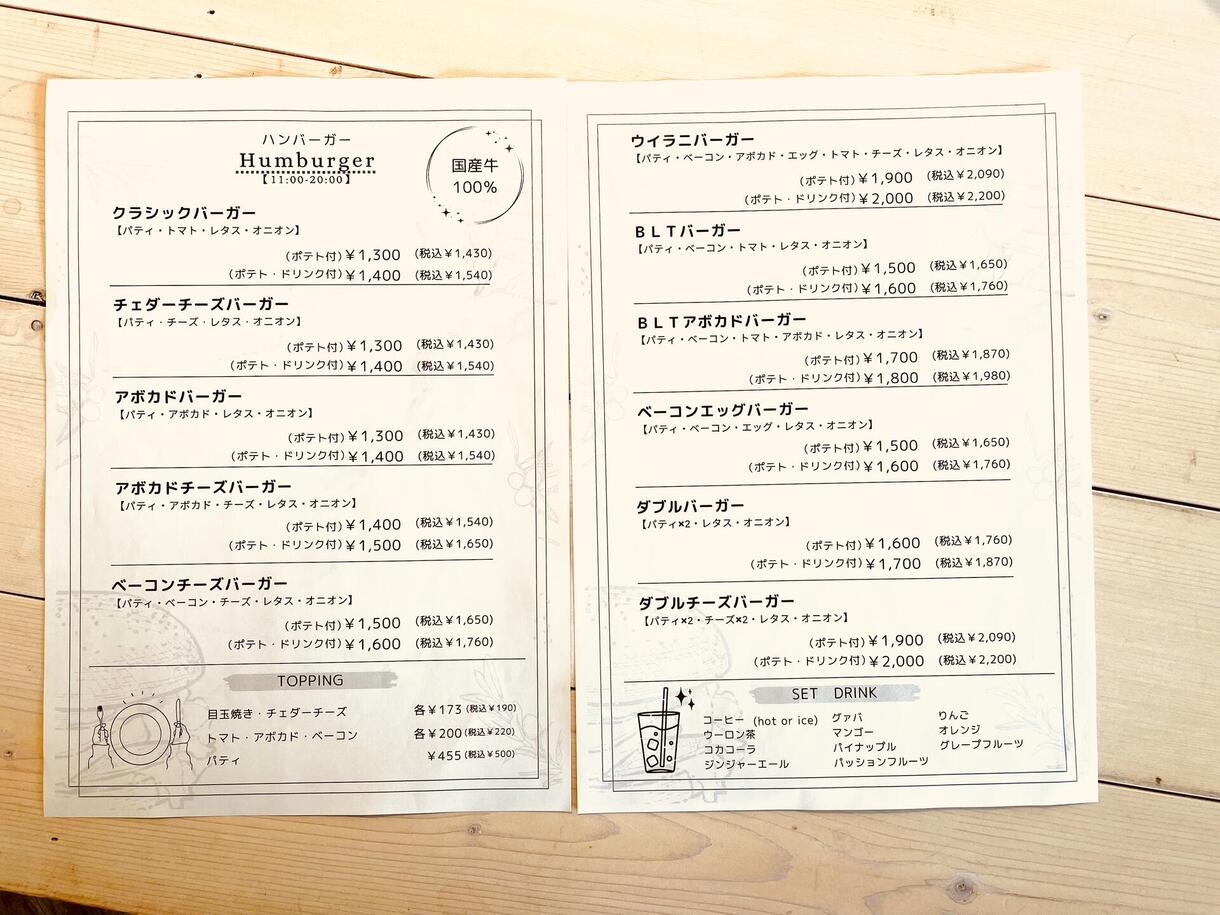 ハンバーガー
Humburger
【11:00-20:00】
国産牛
100%
クラシックバーガー
【パティ・トマト・レタス・オニオン】
(ポテト付)￥1,300 (税込￥1,430)
(ポテト・ドリンク付)￥1,400 (税込￥1,540)
チェダーチーズバーガー
【パティ・チーズ・レタス・オニオン】
(ポテト付)￥1,300 (税込￥1,430)
(ポテト・ドリンク付)￥1,400 (税込￥1,540)
アボカドバーガー
【パティ・アボカド・レタス・オニオン】
(ポテト付)￥1,300 (税込￥1,430)
(ポテト・ドリンク付)￥1,400 (税込￥1,540)
アボカドチーズバーガー
【パティ・アボカド・チーズ・レタス・オニオン】
(ポテト付)￥1,400 (税込￥1,540)
(ポテト・ドリンク付)￥1,500 (税込￥1,650)
ベーコンチーズバーガー
【パティ・ベーコン・チーズ・レタス・オニオン】
(ポテト付)￥1,500 (税込￥1,650)
(ポテト・ドリンク付)￥1,600 (税込￥1,760)
TOPPING
目玉焼き・チェダーチーズ 各￥173 (税込￥190)
トマト・アボカド・ベーコン 各￥200 (税込￥220)
パティ ￥455 (税込￥500)
ウイラニバーガー
【パティ・ベーコン・アボカド・エッグ・トマト・チーズ・レタス・オニオン】
(ポテト付)￥1,900 (税込￥2,090)
(ポテト・ドリンク付)￥2,000 (税込￥2,200)
ＢＬＴバーガー
【パティ・ベーコン・トマト・レタス・オニオン】
(ポテト付)￥1,500 (税込￥1,650)
(ポテト・ドリンク付)￥1,600 (税込￥1,760)
ＢＬＴアボカドバーガー
【パティ・ベーコン・トマト・アボカド・レタス・オニオン】
(ポテト付)￥1,700 (税込￥1,870)
(ポテト・ドリンク付)￥1,800 (税込￥1,980)
ベーコンエッグバーガー
【パティ・ベーコン・エッグ・レタス・オニオン】
(ポテト付)￥1,500 (税込￥1,650)
(ポテト・ドリンク付)￥1,600 (税込￥1,760)
ダブルバーガー
【パティ×2・レタス・オニオン】
(ポテト付)￥1,600 (税込￥1,760)
(ポテト・ドリンク付)￥1,700 (税込￥1,870)
ダブルチーズバーガー
【パティ×2・チーズ×2・レタス・オニオン】
(ポテト付)￥1,900 (税込￥2,090)
(ポテト・ドリンク付)￥2,000 (税込￥2,200)
SET DRINK
コーヒー (hot or ice)
ウーロン茶
コカコーラ
ジンジャーエール
グァバ
マンゴー
パイナップル
パッションフルーツ
りんご
オレンジ
グレープフルーツ